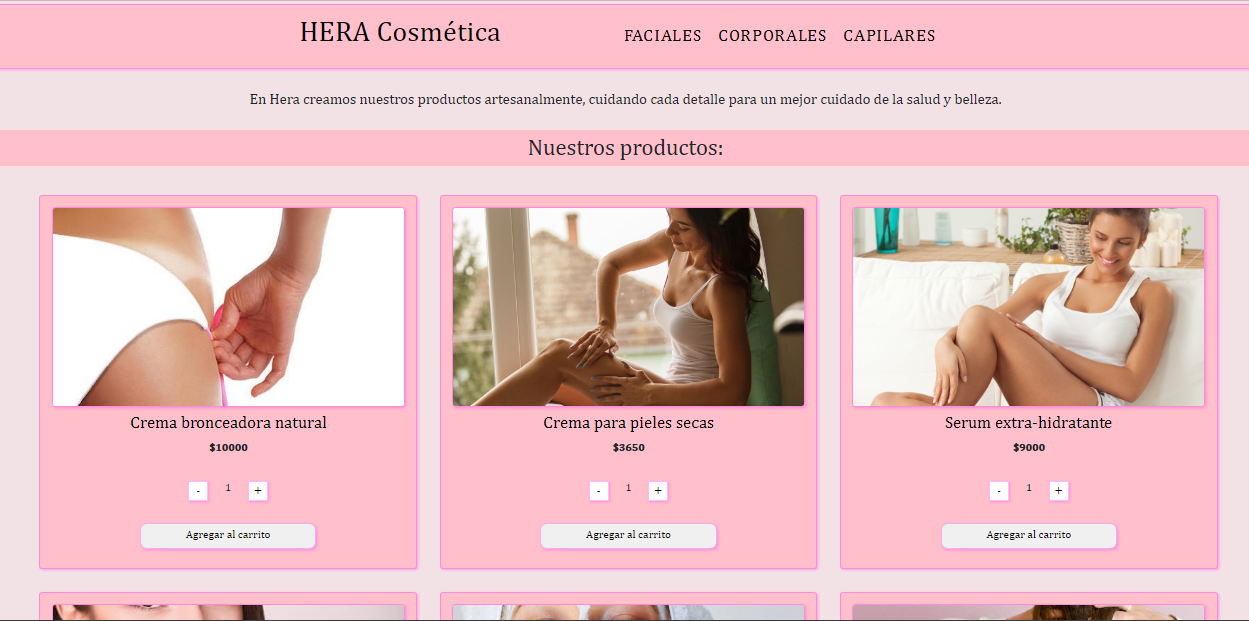 HERA Cosmética
FACIALES CORPORALES CAPILARES
En Hera creamos nuestros productos artesanalmente, cuidando cada detalle para un mejor cuidado de la salud y belleza.
Nuestros productos:
Crema bronceadora natural
$10000
- 1 +
Agregar al carrito
Crema para pieles secas
$3650
- 1 +
Agregar al carrito
Serum extra-hidratante
$9000
- 1 +
Agregar al carrito